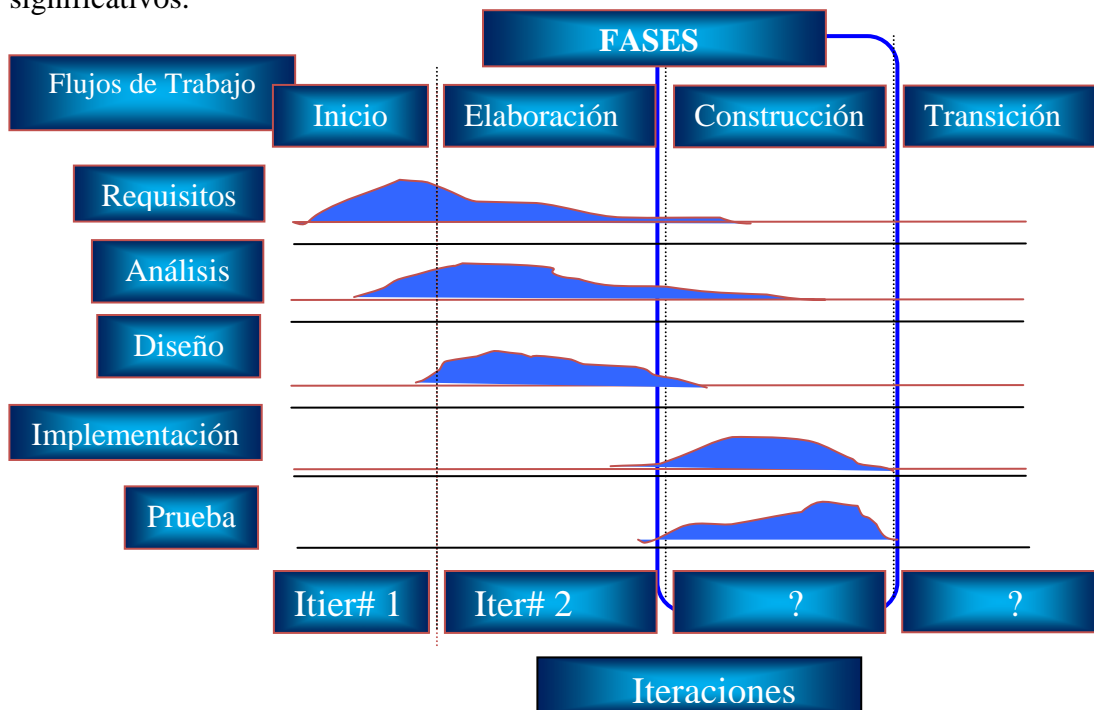 significativos.
FASES
Flujos de Trabajo
Inicio
Elaboración
Construcción
Transición
Requisitos
Análisis
Diseño
Implementación
Prueba
Itier# 1
Iter# 2
?
?
Iteraciones